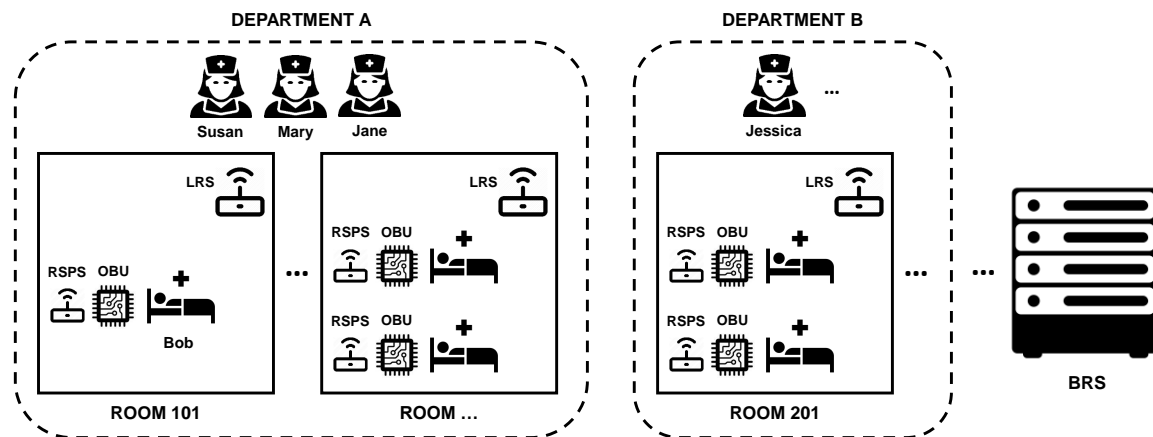 DEPARTMENT A
DEPARTMENT B
Susan
Mary
Jane
Jessica
...
LRS
LRS
LRS
RSPS OBU
RSPS OBU
RSPS OBU
...
...
...
Bob
RSPS OBU
RSPS OBU
BRS
ROOM 101
ROOM ...
ROOM 201